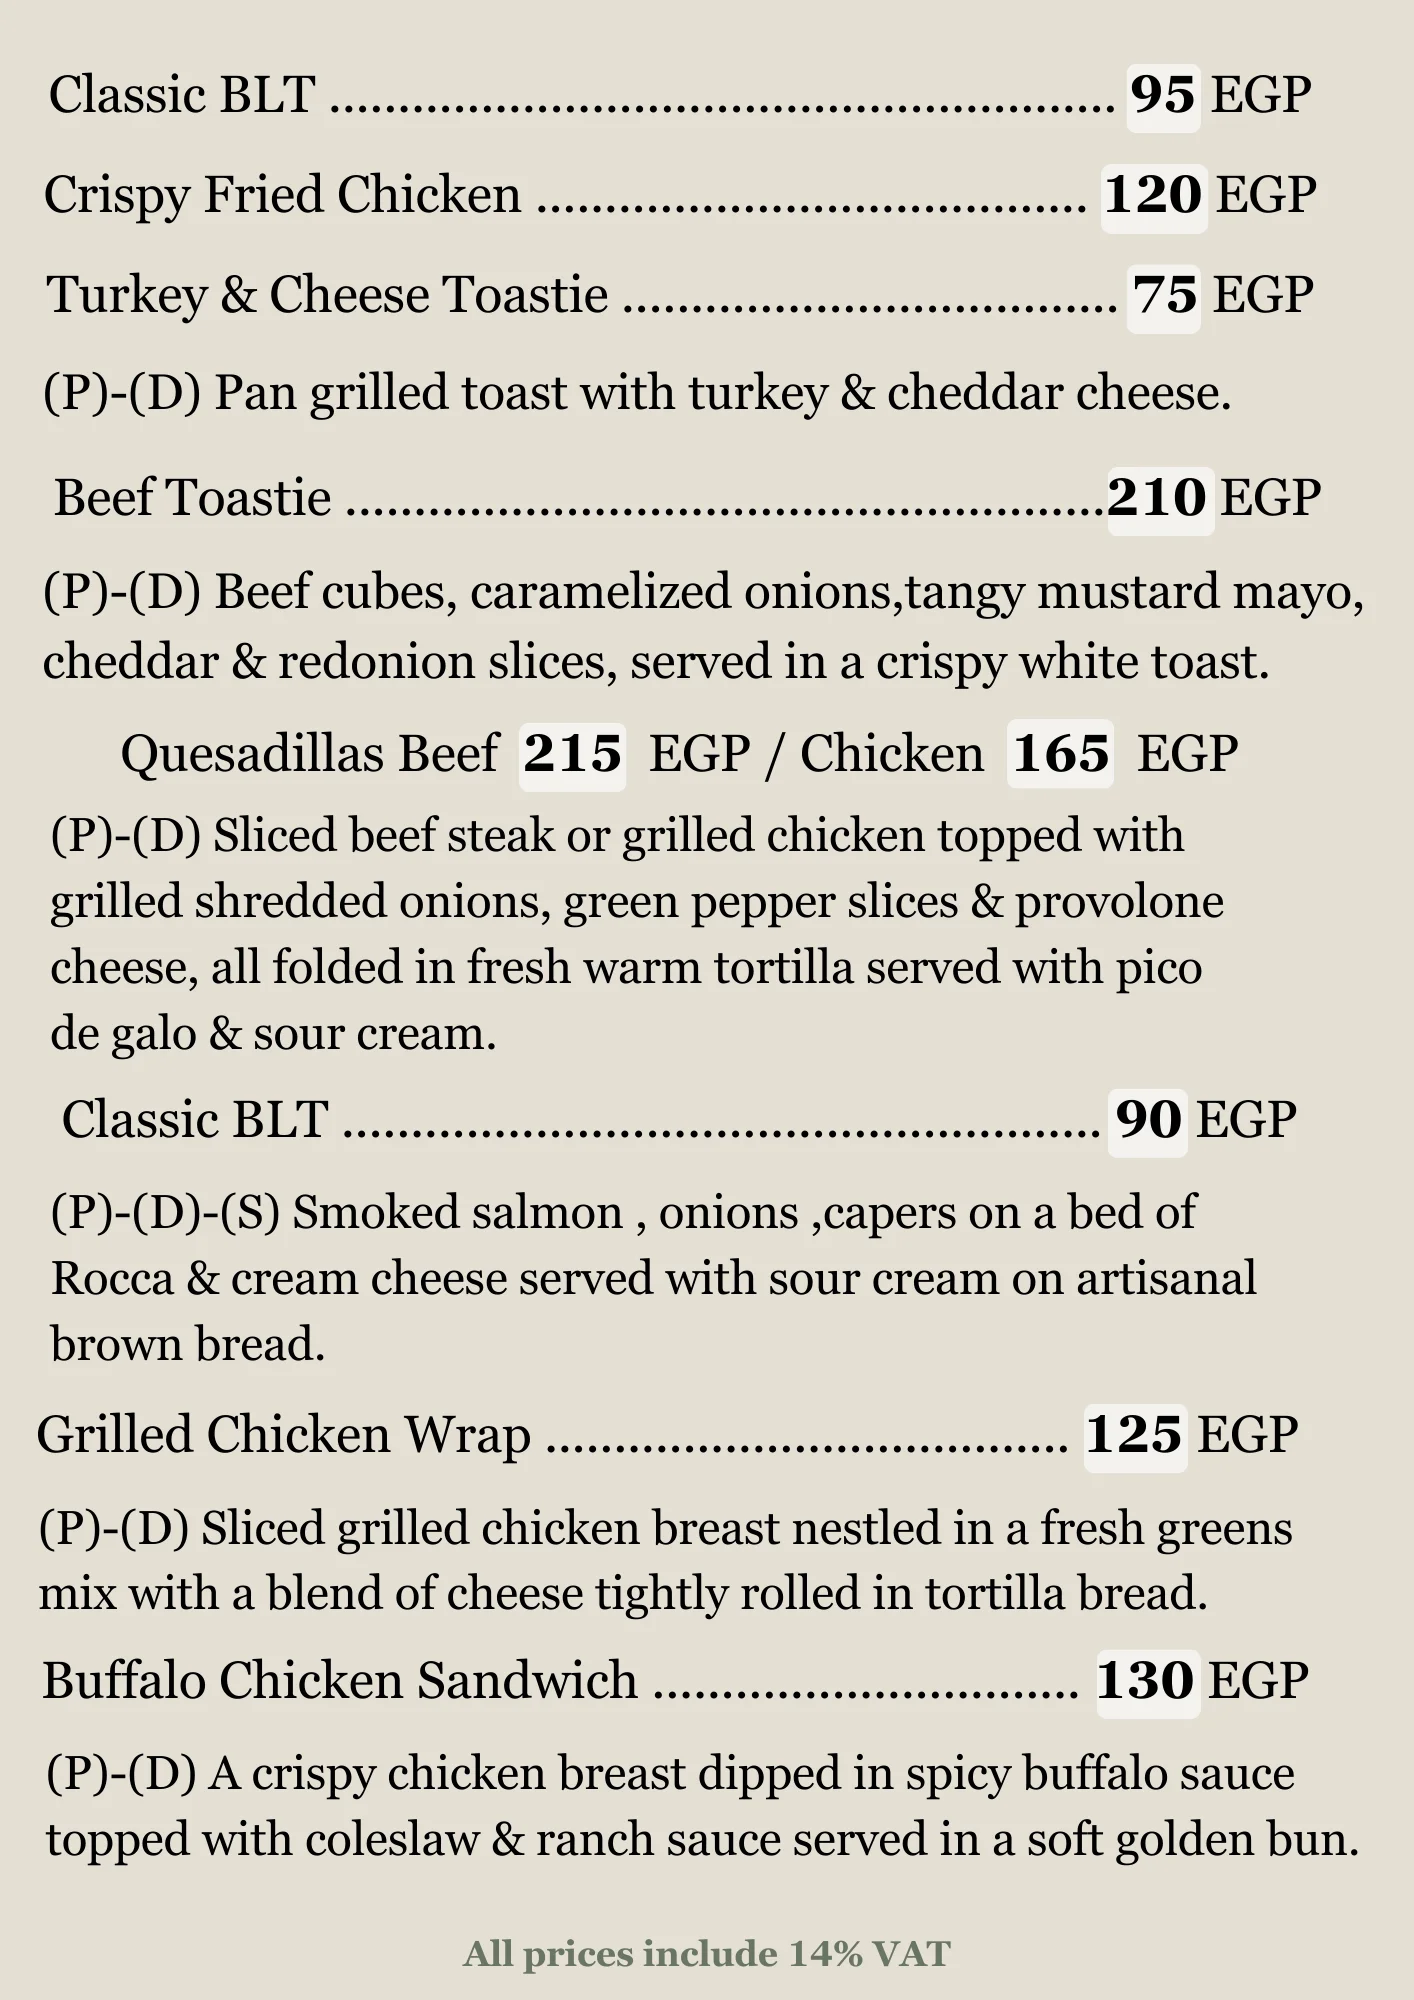 Classic BLT ......................................................... 95 EGP
Crispy Fried Chicken ........................................ 120 EGP
Turkey & Cheese Toastie .................................... 75 EGP
(P)-(D) Pan grilled toast with turkey & cheddar cheese.
Beef Toastie .......................................................210 EGP
(P)-(D) Beef cubes, caramelized onions,tangy mustard mayo,
cheddar & redonion slices, served in a crispy white toast.
Quesadillas Beef 215 EGP / Chicken 165 EGP
(P)-(D) Sliced beef steak or grilled chicken topped with
grilled shredded onions, green pepper slices & provolone
cheese, all folded in fresh warm tortilla served with pico
de galo & sour cream.
Classic BLT ....................................................... 90 EGP
(P)-(D)-(S) Smoked salmon , onions ,capers on a bed of
Rocca & cream cheese served with sour cream on artisanal
brown bread.
Grilled Chicken Wrap ...................................... 125 EGP
(P)-(D) Sliced grilled chicken breast nestled in a fresh greens
mix with a blend of cheese tightly rolled in tortilla bread.
Buffalo Chicken Sandwich ............................... 130 EGP
(P)-(D) A crispy chicken breast dipped in spicy buffalo sauce
topped with coleslaw & ranch sauce served in a soft golden bun.
All prices include 14% VAT